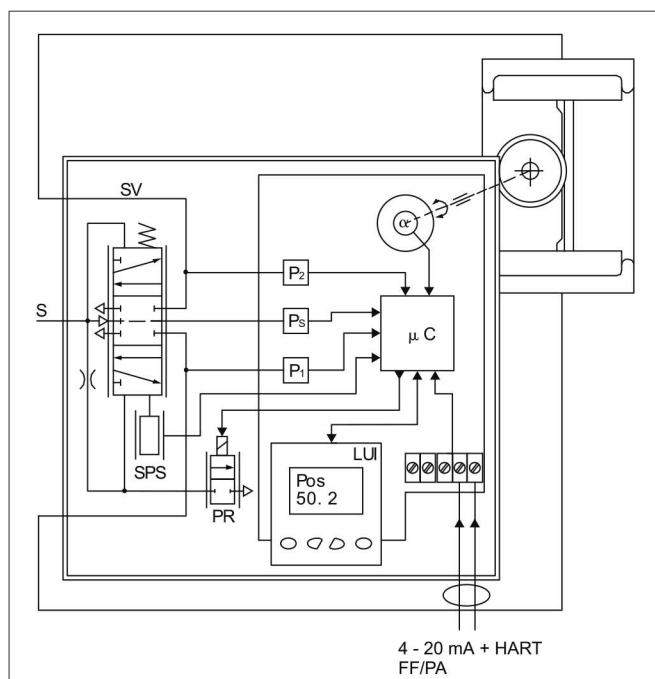 SV
S
P2
PS
P1
α
μ C
SPS
PR
LUI
Pos
50. 2
4 - 20 mA + HART
FF/PA